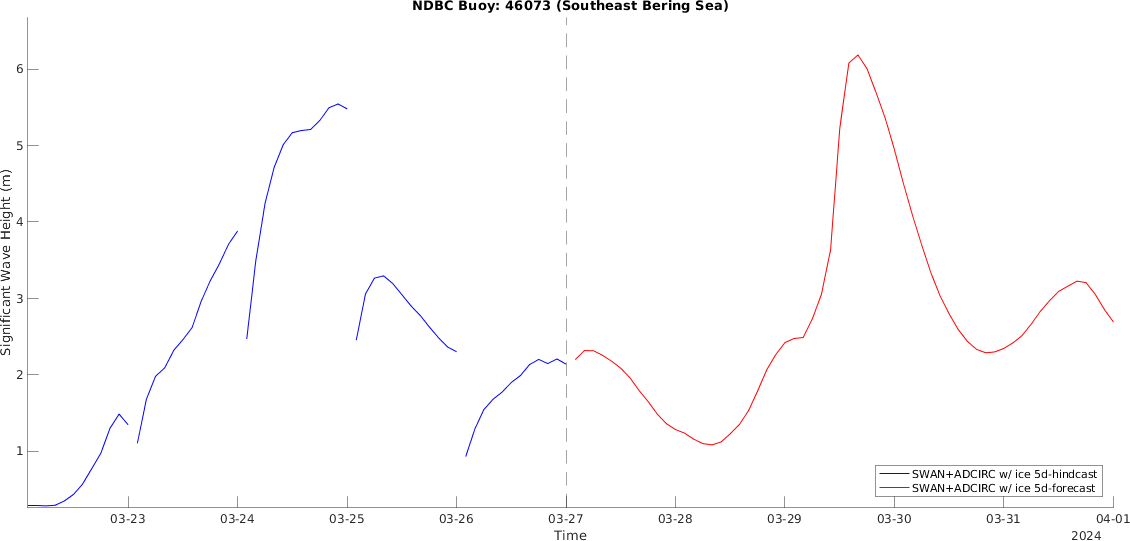 NDBC Buoy: 46073 (Southeast Bering Sea)
Significant Wave Height (m)
6
5
4
3
2
1
SWAN+ADCIRC w/ ice 5d-hindcast
SWAN+ADCIRC w/ ice 5d-forecast
03-23 03-24 03-25 03-26 03-27 03-28 03-29 03-30 03-31 04-01
Time
2024